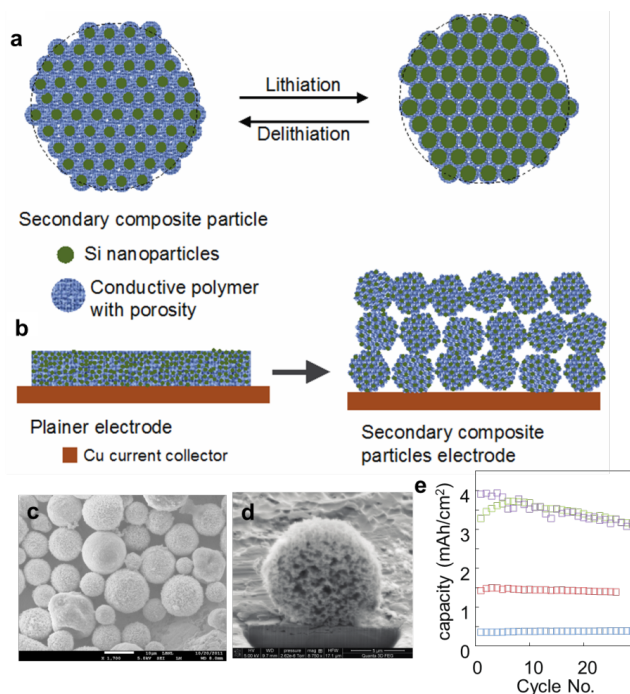 a
Lithiation
Delithiation
Secondary composite particle
Si nanoparticles
Conductive polymer
with porosity
b
Plainer electrode
Cu current collector
Secondary composite
particles electrode
c
d
e
capacity (mAh/cm²)
4
3
2
1
0
0
10
20
Cycle No.